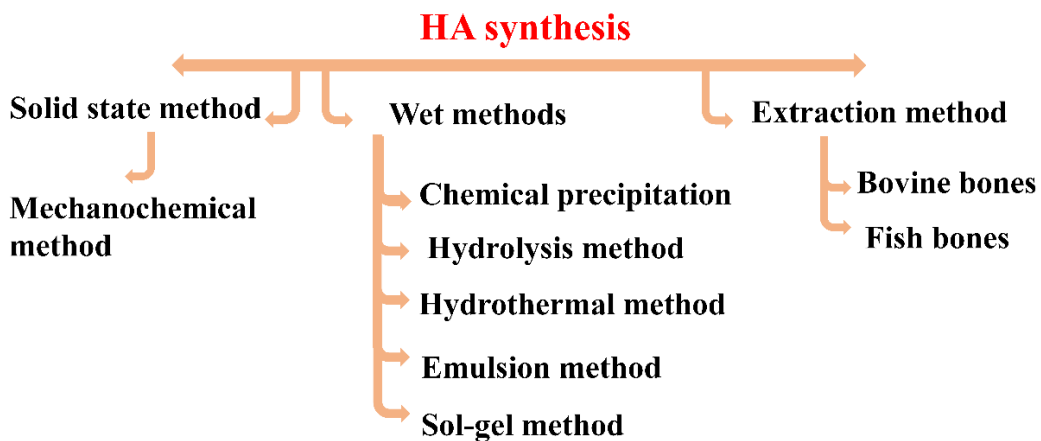 HA synthesis
Solid state method
Mechanochemical
method
Wet methods
Chemical precipitation
Hydrolysis method
Hydrothermal method
Emulsion method
Sol-gel method
Extraction method
Bovine bones
Fish bones